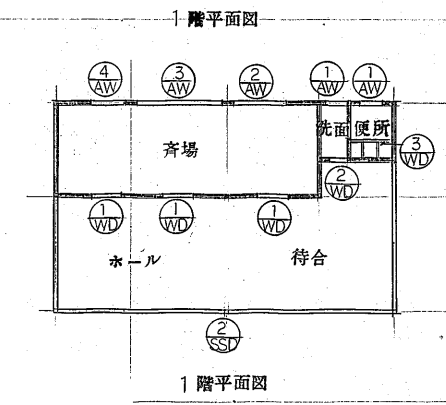 1階平面図
4 AW
3 AW
2 AW
1 AW
1 AW
洗面 便所
斉場
3 WD
2 WD
1 WD
1 WD
1 WD
ホール
待合
2 SSD
1階平面図